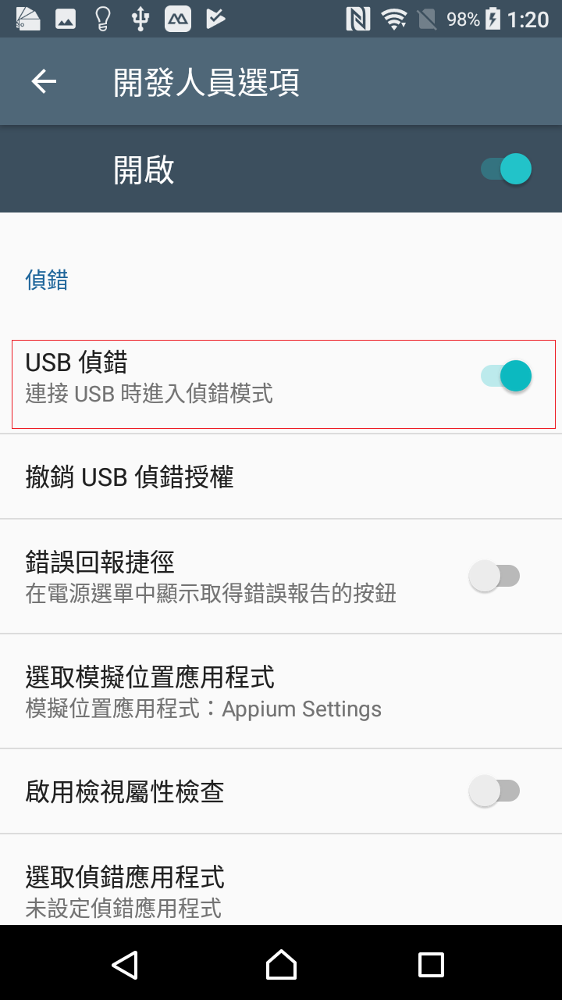 98% 1:20
開發人員選項
開啟
偵錯
USB 偵錯
連接 USB 時進入偵錯模式
撤銷 USB 偵錯授權
錯誤回報捷徑
在電源選單中顯示取得錯誤報告的按鈕
選取模擬位置應用程式
模擬位置應用程式：Appium Settings
啟用檢視屬性檢查
選取偵錯應用程式
未設定偵錯應用程式